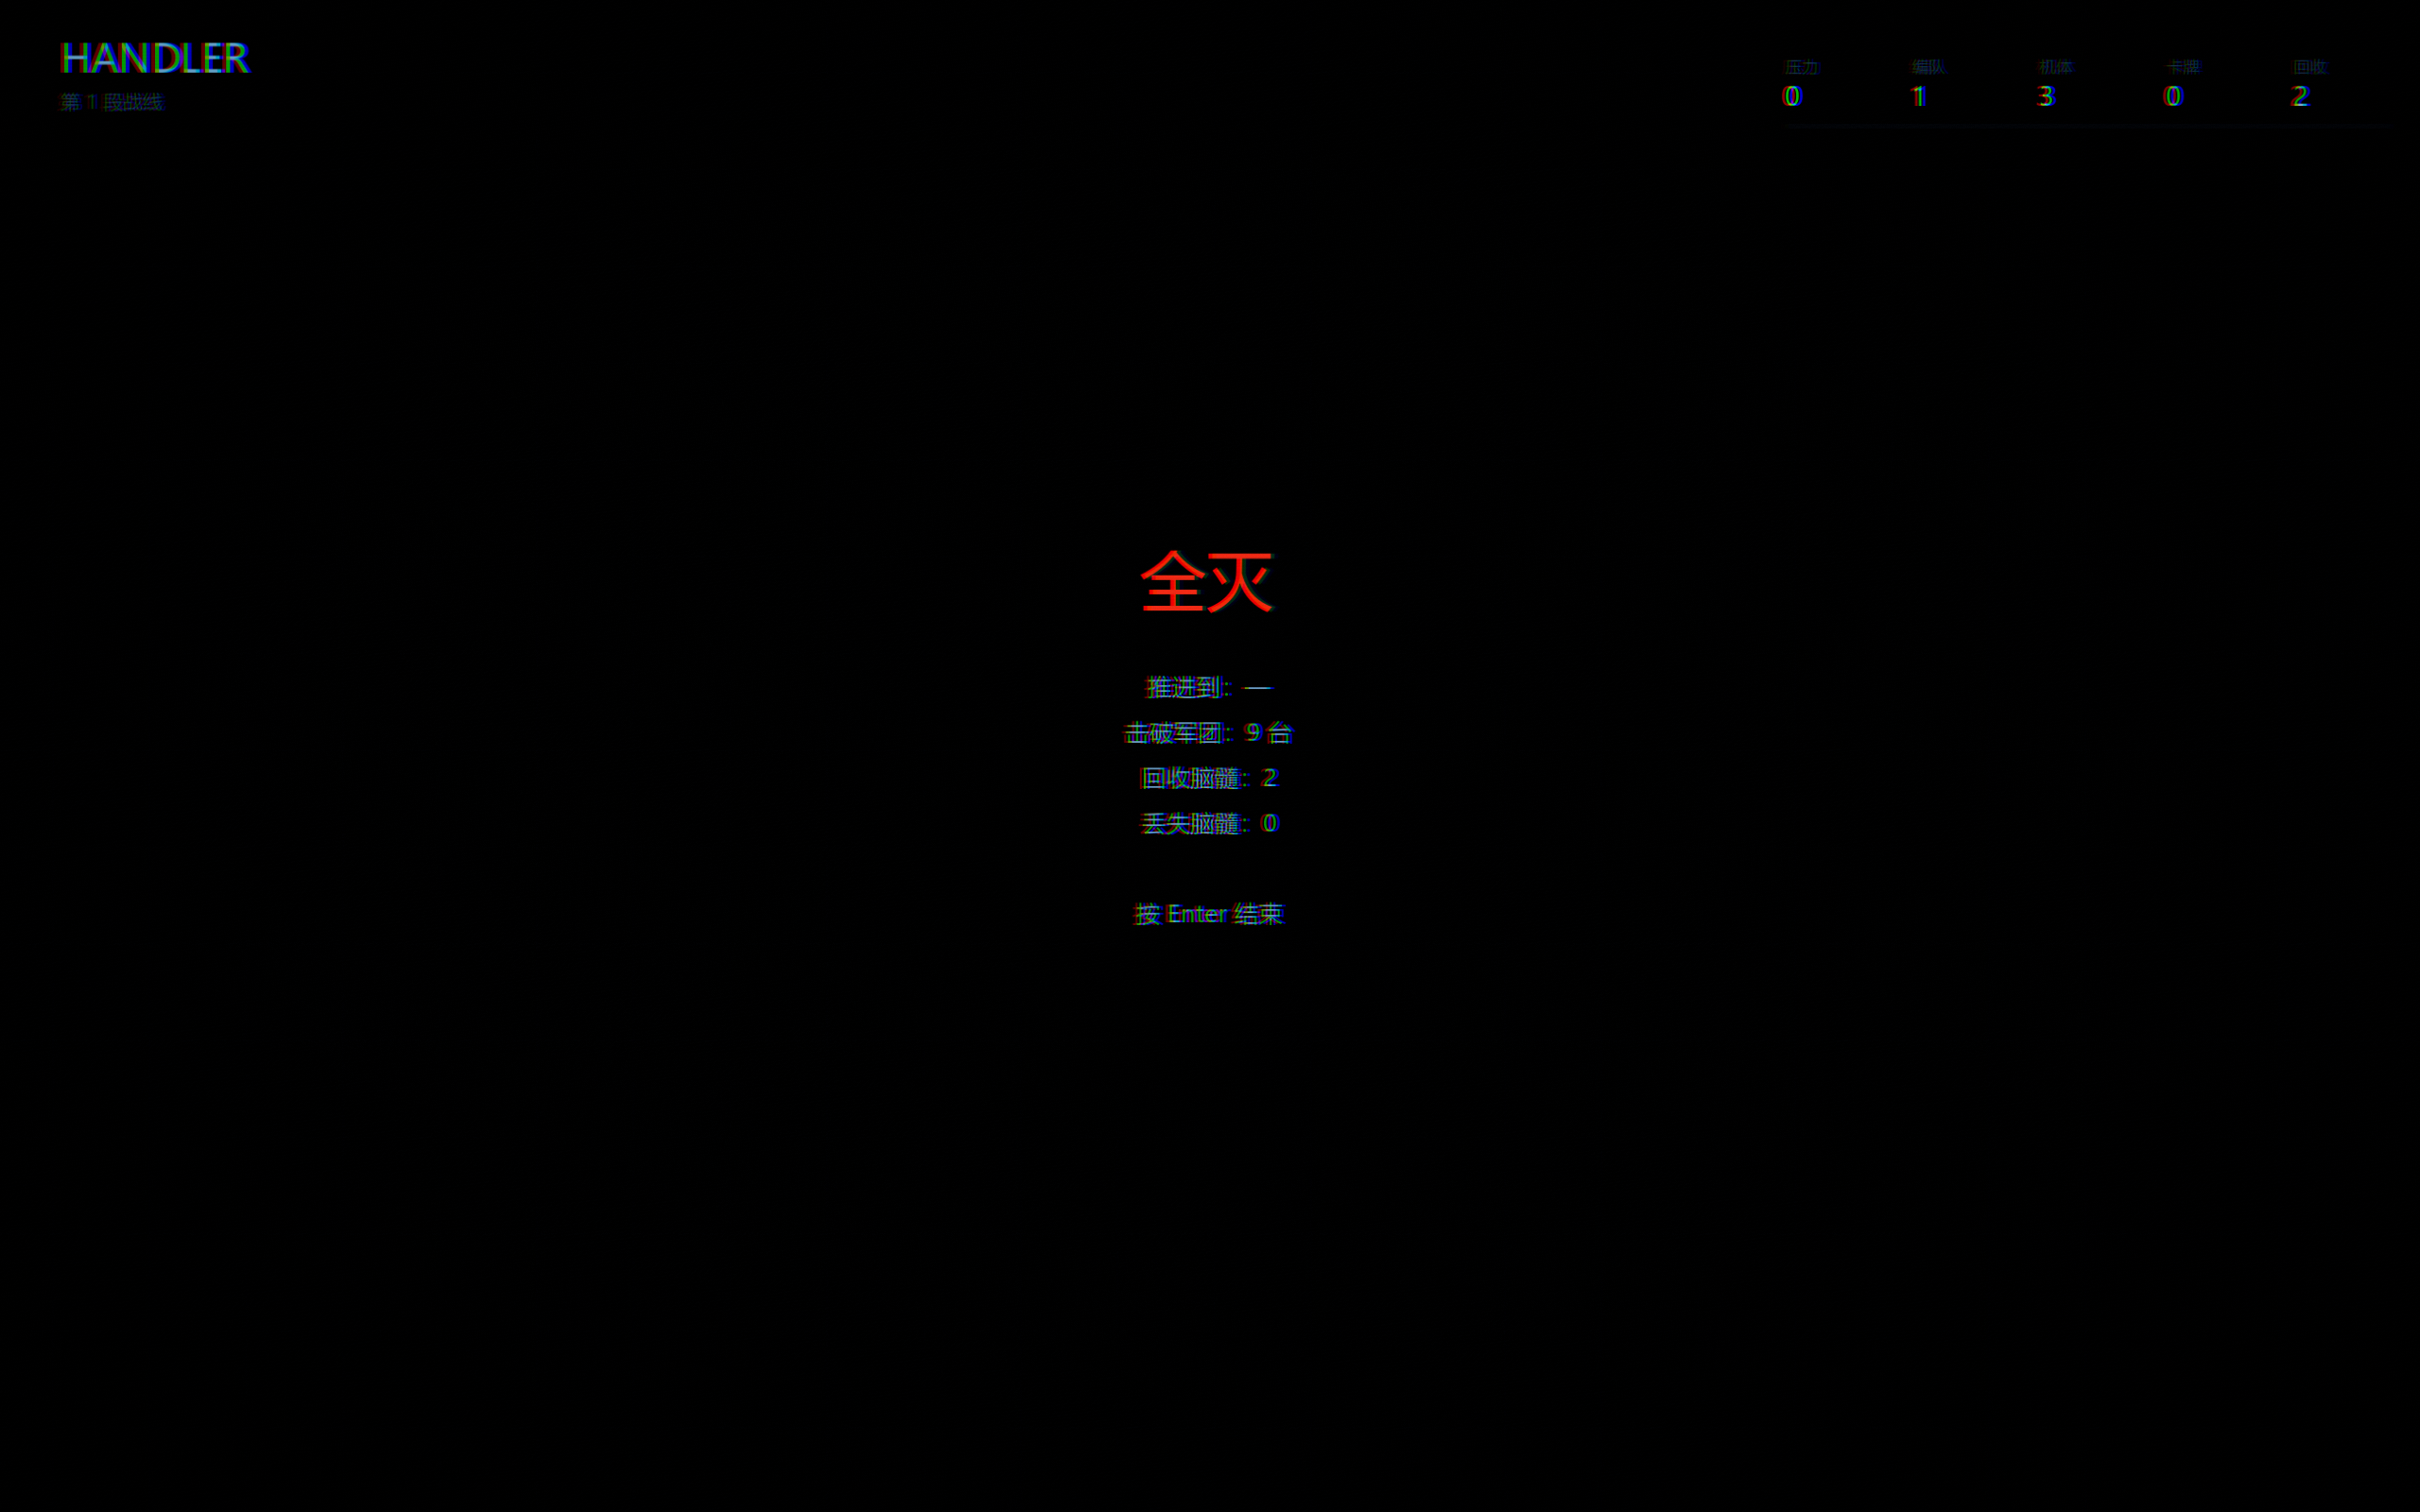 HANDLER
第 1 段战线
压力 编队 机体 卡牌 回收
0 1 3 0 2
全灭
推进到: —
击破军团: 9 台
回收脑髓: 2
丢失脑髓: 0
按 Enter 结束